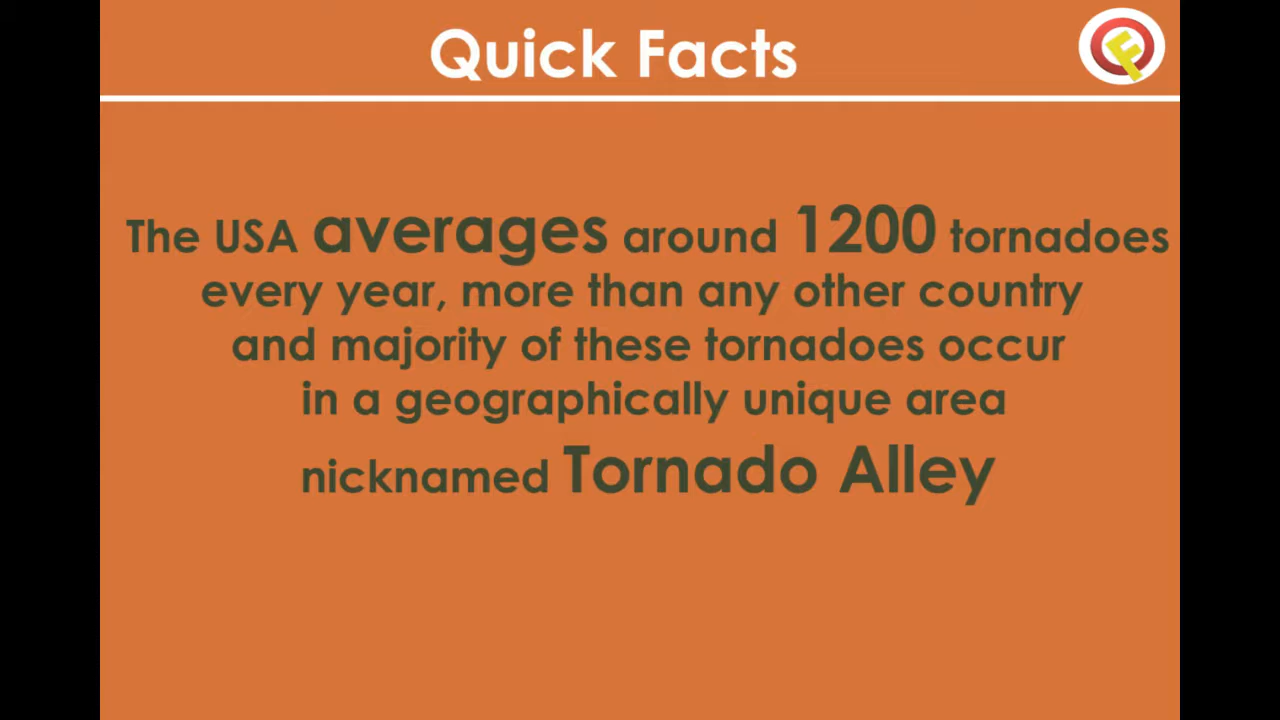 Quick Facts
The USA averages around 1200 tornadoes
every year, more than any other country
and majority of these tornadoes occur
in a geographically unique area
nicknamed Tornado Alley